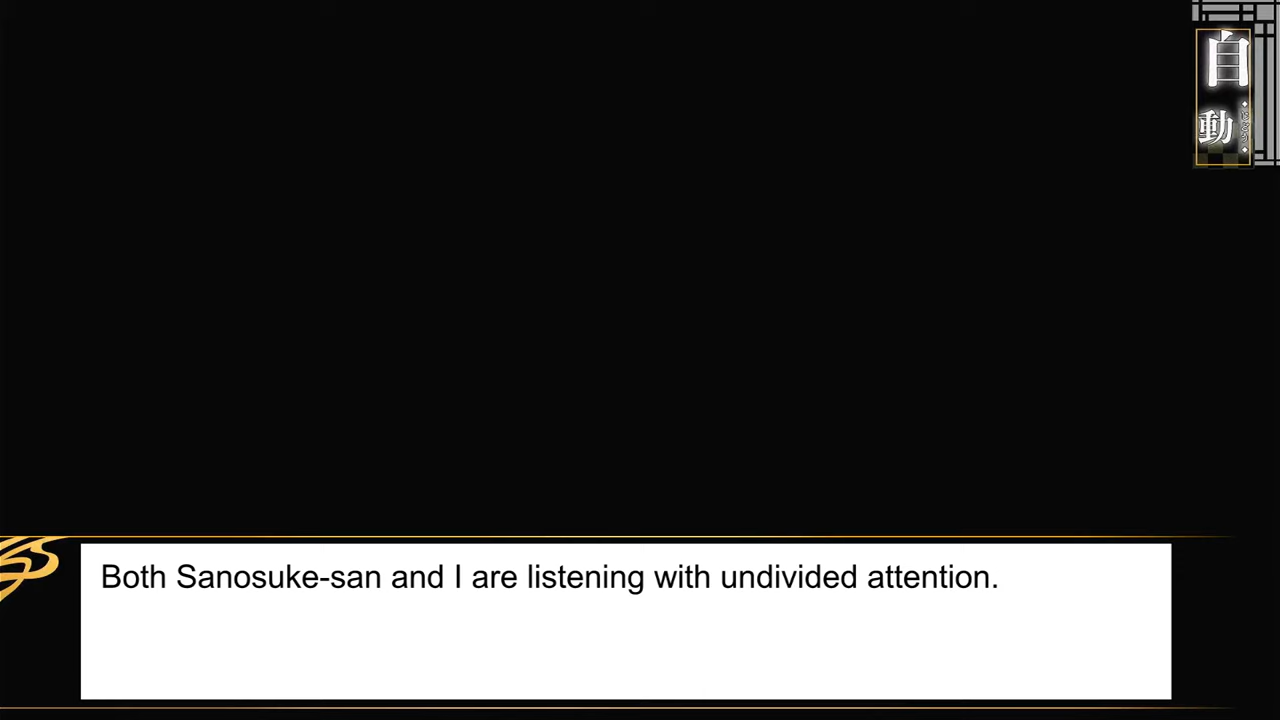 自動
Both Sanosuke-san and I are listening with undivided attention.